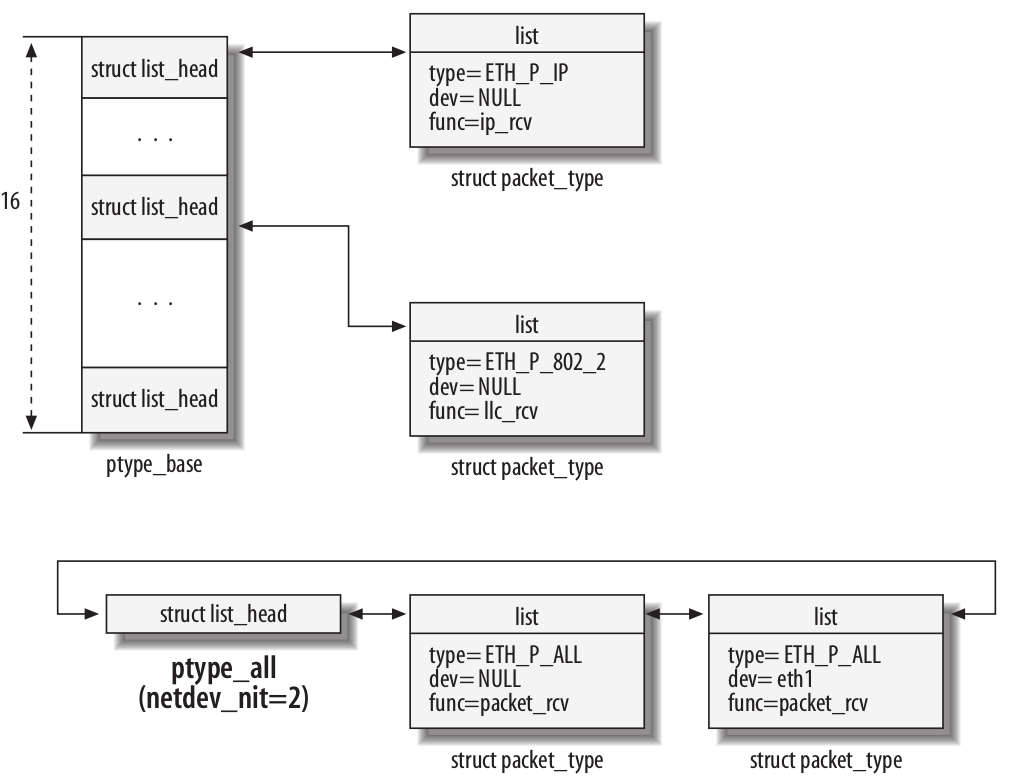 struct list_head
. . .
16
struct list_head
. . .
struct list_head
ptype_base
list
type= ETH_P_IP
dev= NULL
func=ip_rcv
struct packet_type
list
type= ETH_P_802_2
dev= NULL
func= llc_rcv
struct packet_type
struct list_head
ptype_all
(netdev_nit=2)
list
type= ETH_P_ALL
dev= NULL
func=packet_rcv
struct packet_type
list
type= ETH_P_ALL
dev= eth1
func=packet_rcv
struct packet_type